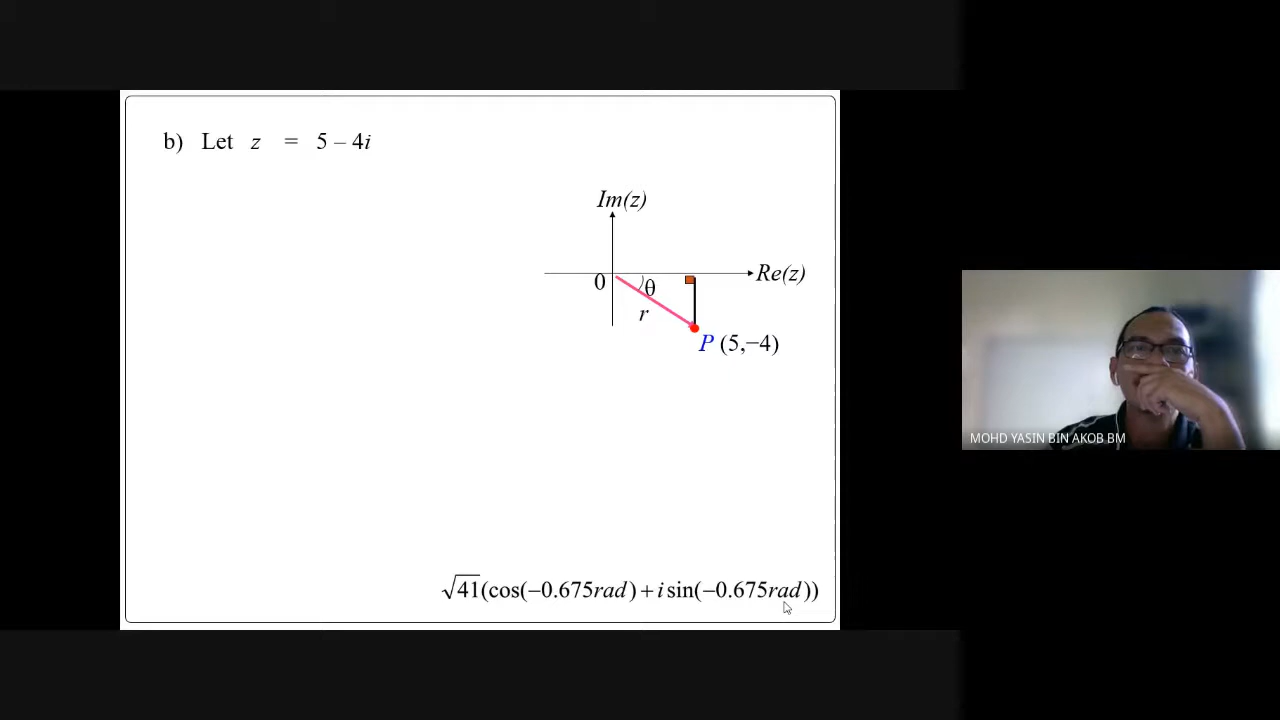 b) Let z = 5 – 4i
Im(z)
0
θ
Re(z)
r
P (5,−4)
√41(cos(−0.675rad)+i sin(−0.675rad))
MOHD YASIN BIN AKOB BM